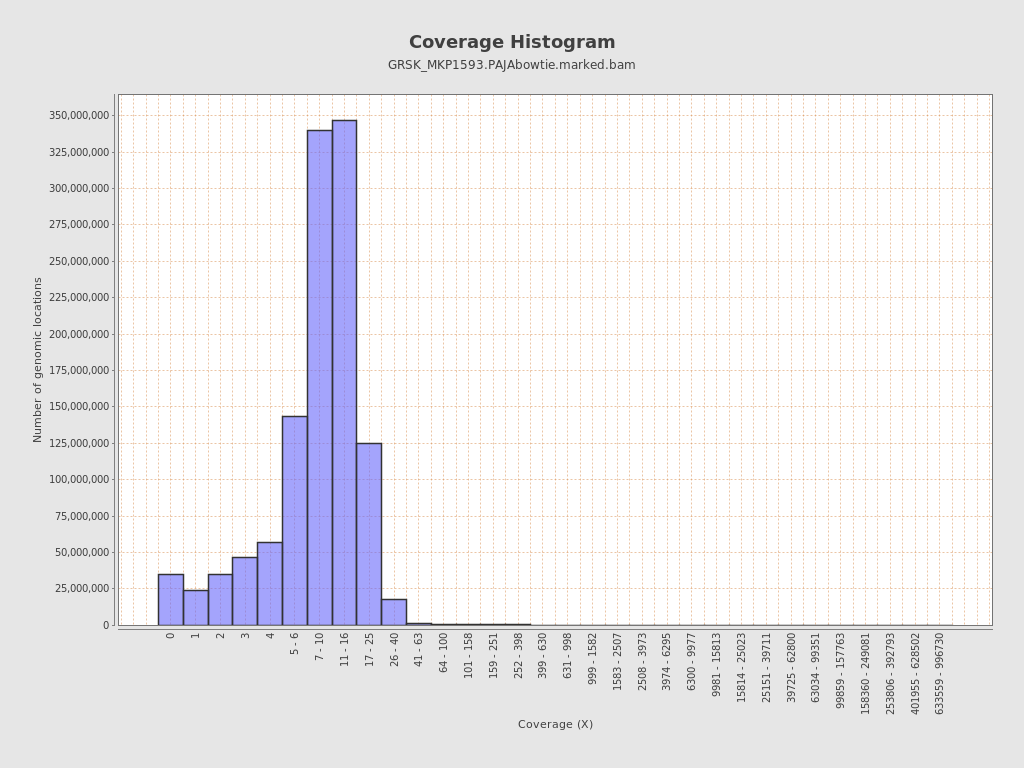 Coverage Histogram
GRSK_MKP1593.PAJAbowtie.marked.bam
Number of genomic locations
350,000,000
325,000,000
300,000,000
275,000,000
250,000,000
225,000,000
200,000,000
175,000,000
150,000,000
125,000,000
100,000,000
75,000,000
50,000,000
25,000,000
0
0
1
2
3
4
5 - 6
7 - 10
11 - 16
17 - 25
26 - 40
41 - 63
64 - 100
101 - 158
159 - 251
252 - 398
399 - 630
631 - 998
999 - 1582
1583 - 2507
2508 - 3973
3974 - 6295
6300 - 9977
9981 - 15813
15814 - 25023
25151 - 39711
39725 - 62800
63034 - 99351
99859 - 157763
158360 - 249081
253806 - 392793
401955 - 628502
633559 - 996730
Coverage (X)